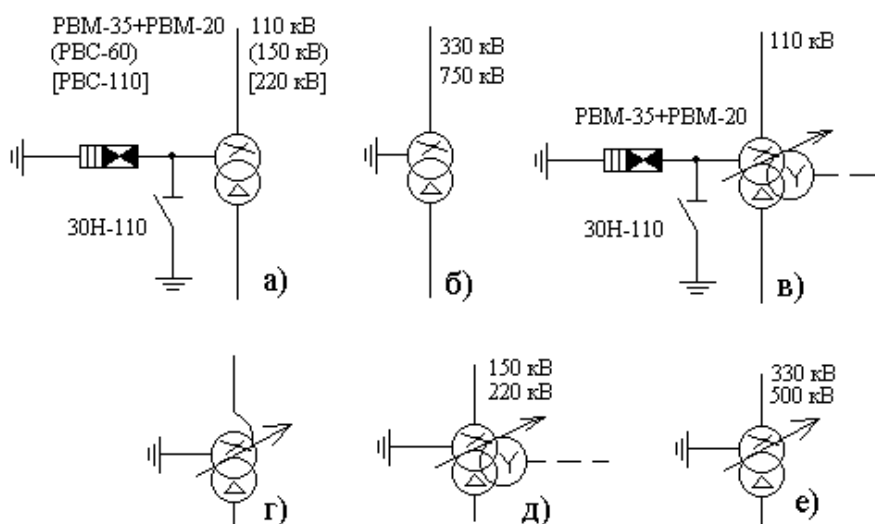 РВМ-35+РВМ-20
(РВС-60)
[РВС-110]
110 кВ
(150 кВ)
[220 кВ]
ЗОН-110
а)
330 кВ
750 кВ
б)
110 кВ
РВМ-35+РВМ-20
Y
ЗОН-110
в)
г)
150 кВ
220 кВ
Y
д)
330 кВ
500 кВ
е)